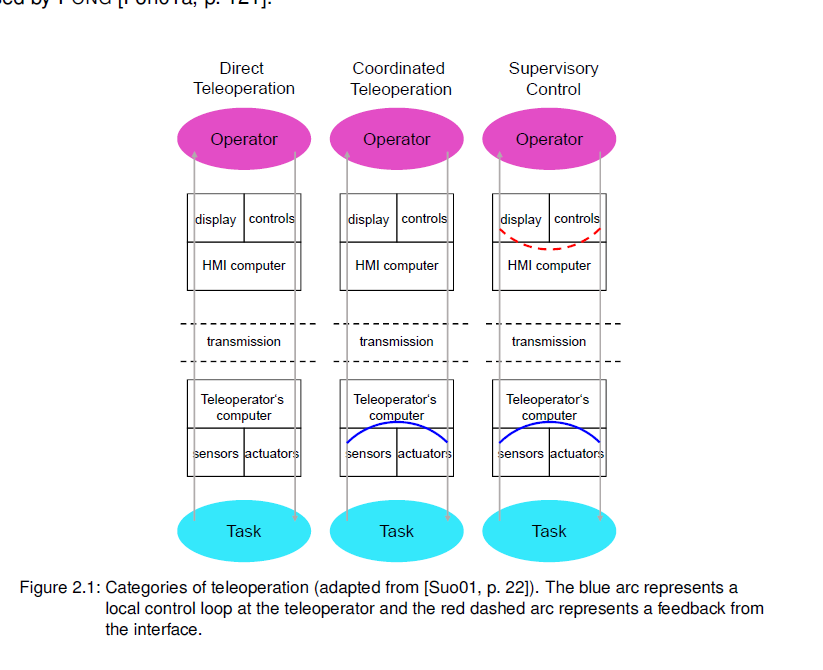 Direct
Teleoperation
Coordinated
Teleoperation
Supervisory
Control
Operator
Operator
Operator
display
controls
display
controls
display
controls
HMI computer
HMI computer
HMI computer
transmission
transmission
transmission
Teleoperator's
computer
Teleoperator's
computer
Teleoperator's
computer
sensors
actuators
sensors
actuators
sensors
actuators
Task
Task
Task
Figure 2.1: Categories of teleoperation (adapted from [Suo01, p. 22]). The blue arc represents a
local control loop at the teleoperator and the red dashed arc represents a feedback from
the interface.